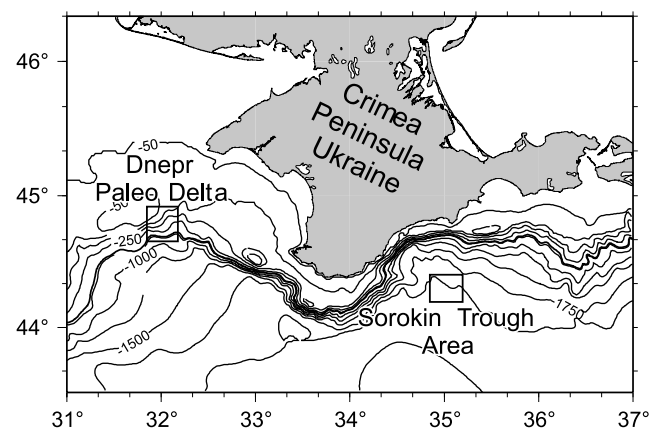 46°
Crimea
Peninsula
Ukraine
-50
Dnepr
Paleo Delta
45°
-50
-250
-1000
1750
44°
Sorokin Trough
Area
-1500
31° 32° 33° 34° 35° 36° 37°